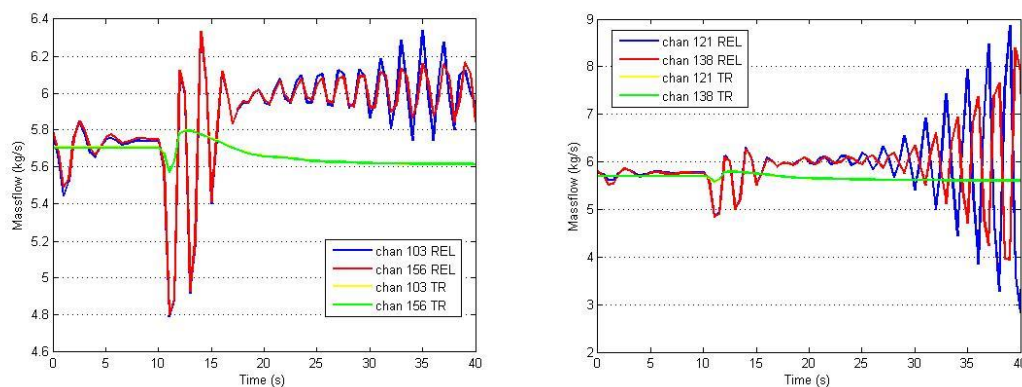 6.4
6.2
6
5.8
5.6
5.4
5.2
5
4.8
4.6
Massflow (kg/s)
0 5 10 15 20 25 30 35 40
Time (s)
chan 103 REL
chan 156 REL
chan 103 TR
chan 156 TR
9
8
7
6
5
4
3
2
Massflow (kg/s)
0 5 10 15 20 25 30 35 40
Time (s)
chan 121 REL
chan 138 REL
chan 121 TR
chan 138 TR